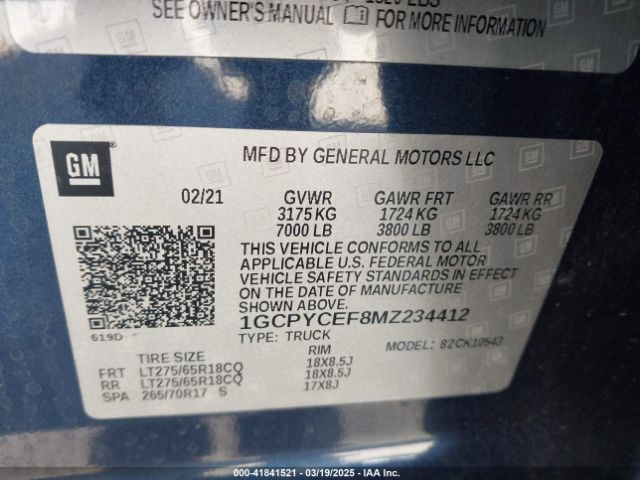 SEE OWNER'S MANUAL FOR MORE INFORMATION
GM
MFD BY GENERAL MOTORS LLC
02/21 GVWR GAWR FRT GAWR RR
3175 KG 1724 KG 1724 KG
7000 LB 3800 LB 3800 LB
THIS VEHICLE CONFORMS TO ALL
APPLICABLE U.S. FEDERAL MOTOR
VEHICLE SAFETY STANDARDS IN EFFECT
ON THE DATE OF MANUFACTURE
SHOWN ABOVE.
1GCPYCEF8MZ234412
619D TYPE: TRUCK MODEL: 82CK10543
TIRE SIZE RIM
FRT LT275/65R18CQ 18X8.5J
RR LT275/65R18CQ 18X8.5J
SPA 265/70R17 S 17X8J
000-41841521 - 03/19/2025 - IAA Inc.